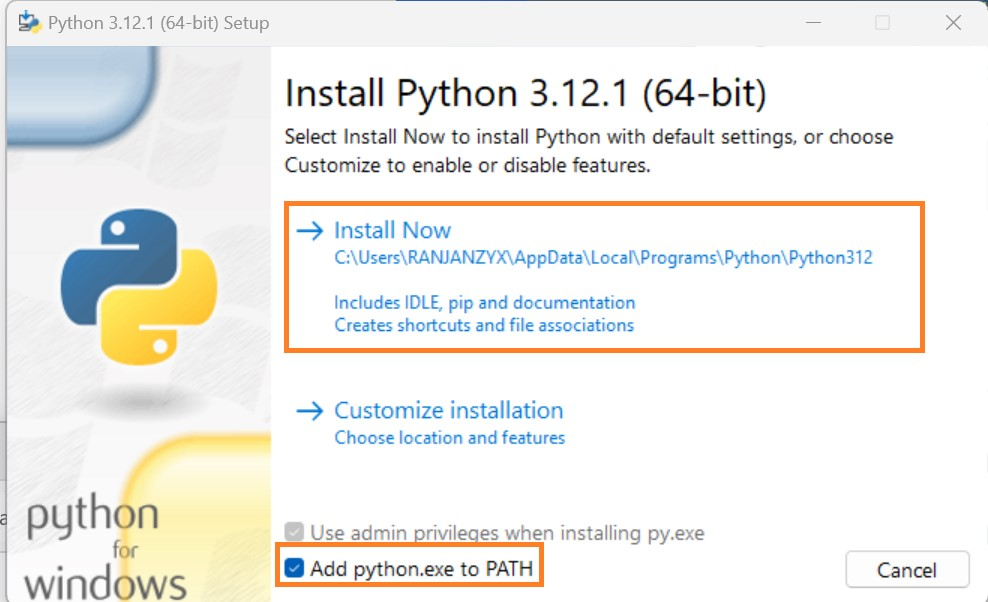 Python 3.12.1 (64-bit) Setup
Install Python 3.12.1 (64-bit)
Select Install Now to install Python with default settings, or choose
Customize to enable or disable features.
→ Install Now
C:\Users\RANJANZYX\AppData\Local\Programs\Python\Python312
Includes IDLE, pip and documentation
Creates shortcuts and file associations
→ Customize installation
Choose location and features
Use admin privileges when installing py.exe
Add python.exe to PATH
Cancel
python
for
windows